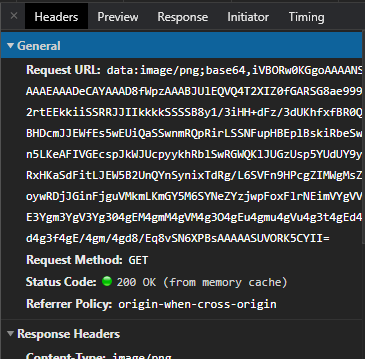 × Headers Preview Response Initiator Timing
▼ General
Request URL: data:image/png;base64,iVBORw0KGgoAAAANS
AAAEAAADeCAYAAAD8fWpzAAABJUlEQVQ4T2XIZ0fGARSG8ae999
2rtEEkkiiSSRRJJIIkkkkSSSSB8y1/3iHH+dFz/3dUKhfxfBR0Q
BHDcmJJEWfEs5wEUiQaSSwnmRQpRirLSSNFupHBEplBskiRbeSw
n5LKeAFIVGEcspJkWJUcpyykhRblSwRGWQKlJUGzUsp5YUdUY9y
RxHKaSdFitLJEW5B2UnQYnSynixTdRg/L6SVFn9HPcgZIMWgMsZ
oywRDjJGinFjguVMkmLKmGY5M6SYNeZYzjwpFoxFlrNEimVYgVV
E3Ygm3YgV3Yg304gEM4gmM4gVM4g3O4gEu4gmu4gVu4g3t4gEd4
d4g3f4gE/4gm/4gd8/Eq8vSN6XPBsAAAAASUVORK5CYII=
Request Method: GET
Status Code: 200 OK (from memory cache)
Referrer Policy: origin-when-cross-origin
▼ Response Headers
Content-Type: image/png